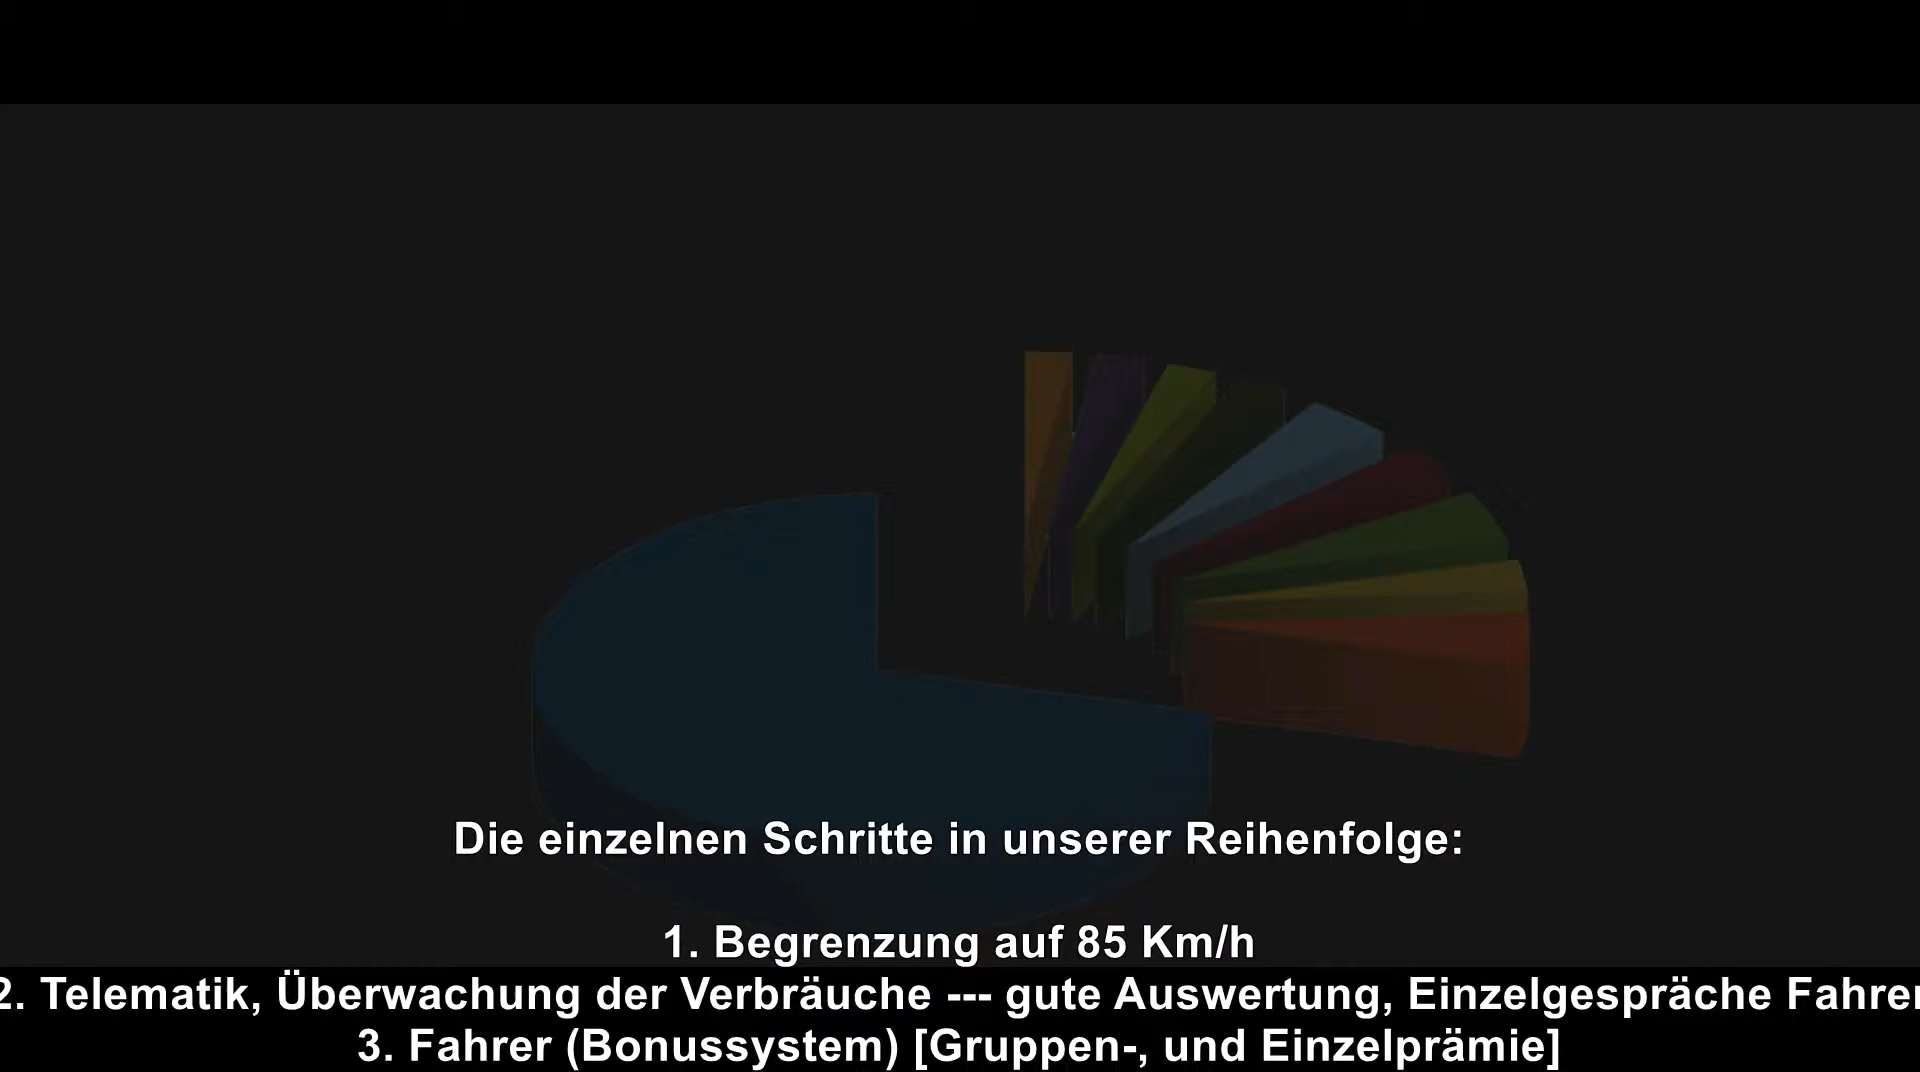 Die einzelnen Schritte in unserer Reihenfolge:
1. Begrenzung auf 85 Km/h
2. Telematik, Überwachung der Verbräuche --- gute Auswertung, Einzelgespräche Fahrer
3. Fahrer (Bonussystem) [Gruppen-, und Einzelprämie]